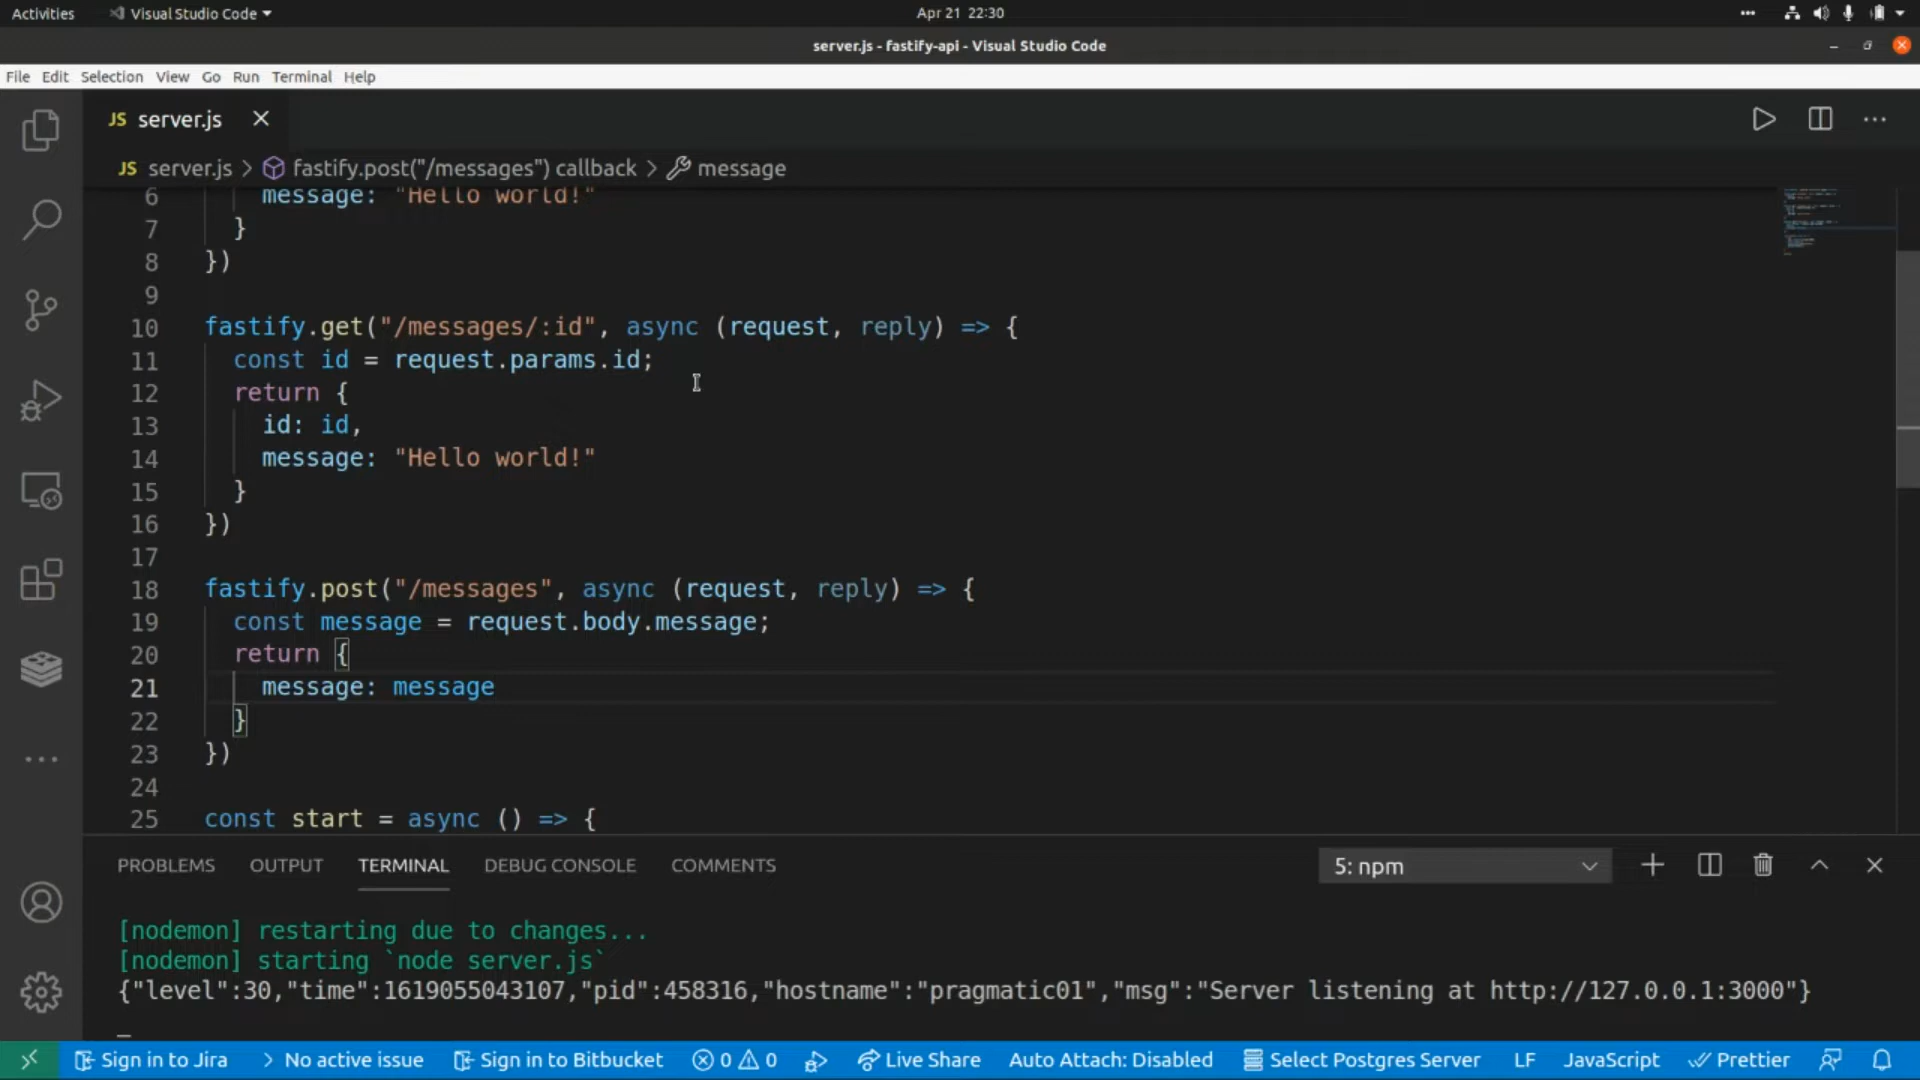 Activities Visual Studio Code Apr 21 22:30
server.js - fastify-api - Visual Studio Code
File Edit Selection View Go Run Terminal Help
JS server.js
JS server.js > fastify.post("/messages") callback > message
6 message: "Hello world!"
7 }
8 })
9
10 fastify.get("/messages/:id", async (request, reply) => {
11 const id = request.params.id;
12 return {
13 id: id,
14 message: "Hello world!"
15 }
16 })
17
18 fastify.post("/messages", async (request, reply) => {
19 const message = request.body.message;
20 return {
21 message: message
22 }
23 })
24
25 const start = async () => {
PROBLEMS OUTPUT TERMINAL DEBUG CONSOLE COMMENTS 5: npm
[nodemon] restarting due to changes...
[nodemon] starting `node server.js`
{"level":30,"time":1619055043107,"pid":458316,"hostname":"pragmatic01","msg":"Server listening at http://127.0.0.1:3000"}
Sign in to Jira > No active issue Sign in to Bitbucket 0 0 Live Share Auto Attach: Disabled Select Postgres Server LF JavaScript Prettier